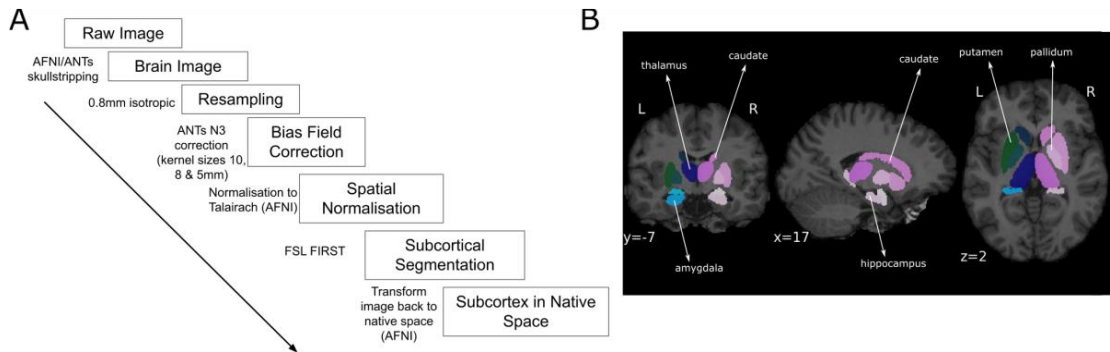 A
Raw Image
AFNI/ANTs
skullstripping
Brain Image
0.8mm isotropic
Resampling
ANTs N3
correction
(kernel sizes 10,
8 & 5mm)
Bias Field
Correction
Normalisation to
Talairach (AFNI)
Spatial
Normalisation
FSL FIRST
Subcortical
Segmentation
Transform
image back to
native space
(AFNI)
Subcortex in Native
Space
B
thalamus
caudate
L
R
y=-7
amygdala
caudate
x=17
hippocampus
putamen
pallidum
L
R
z=2